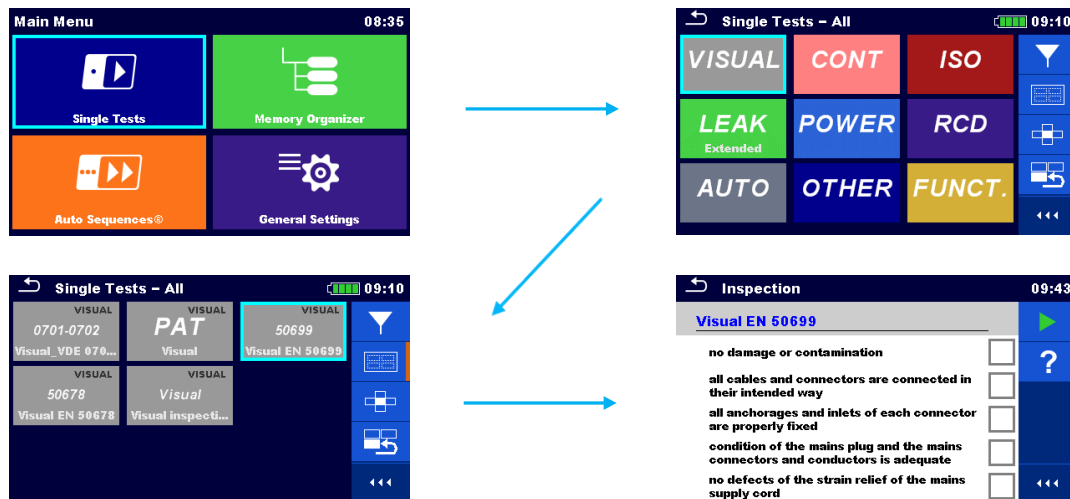 Main Menu 08:35
Single Tests
Memory Organizer
Auto Sequences®
General Settings
Single Tests – All 09:10
VISUAL CONT ISO
LEAK POWER RCD
Extended
AUTO OTHER FUNCT.
Single Tests – All 09:10
VISUAL VISUAL VISUAL
0701-0702 PAT 50699
Visual_VDE 070... Visual Visual EN 50699
VISUAL VISUAL
50678 Visual
Visual EN 50678 Visual inspecti...
Inspection 09:43
Visual EN 50699
no damage or contamination
?
all cables and connectors are connected in
their intended way
all anchorages and inlets of each connector
are properly fixed
condition of the mains plug and the mains
connectors and conductors is adequate
no defects of the strain relief of the mains
supply cord